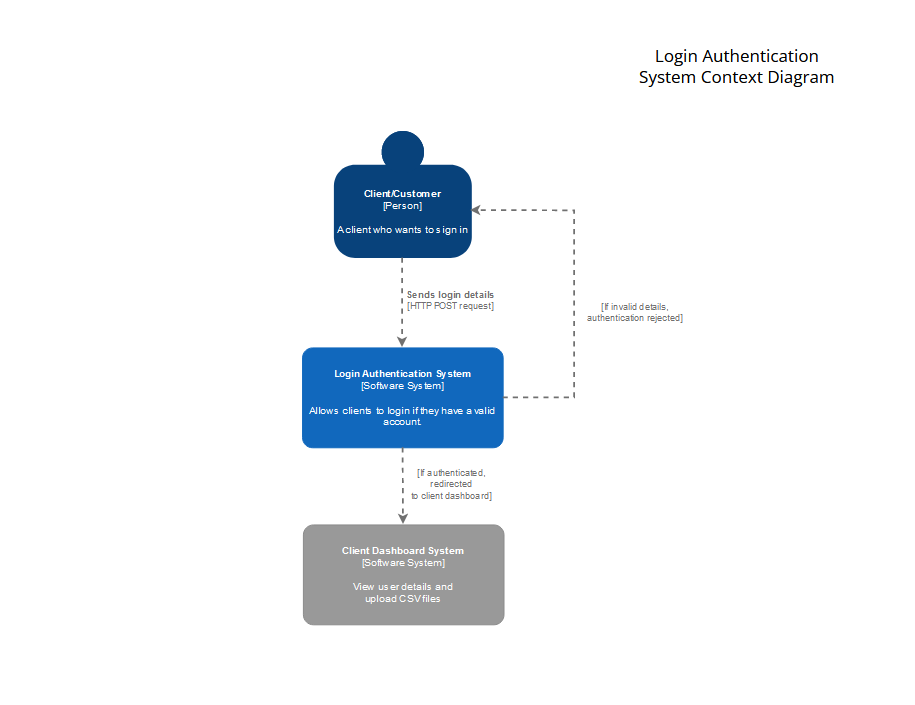 Login Authentication
System Context Diagram
Client/Customer
[Person]
A client who wants to sign in
Sends login details
[HTTP POST request]
[If invalid details,
authentication rejected]
Login Authentication System
[Software System]
Allows clients to login if they have a valid
account.
[If authenticated,
redirected
to client dashboard]
Client Dashboard System
[Software System]
View user details and
upload CSV files